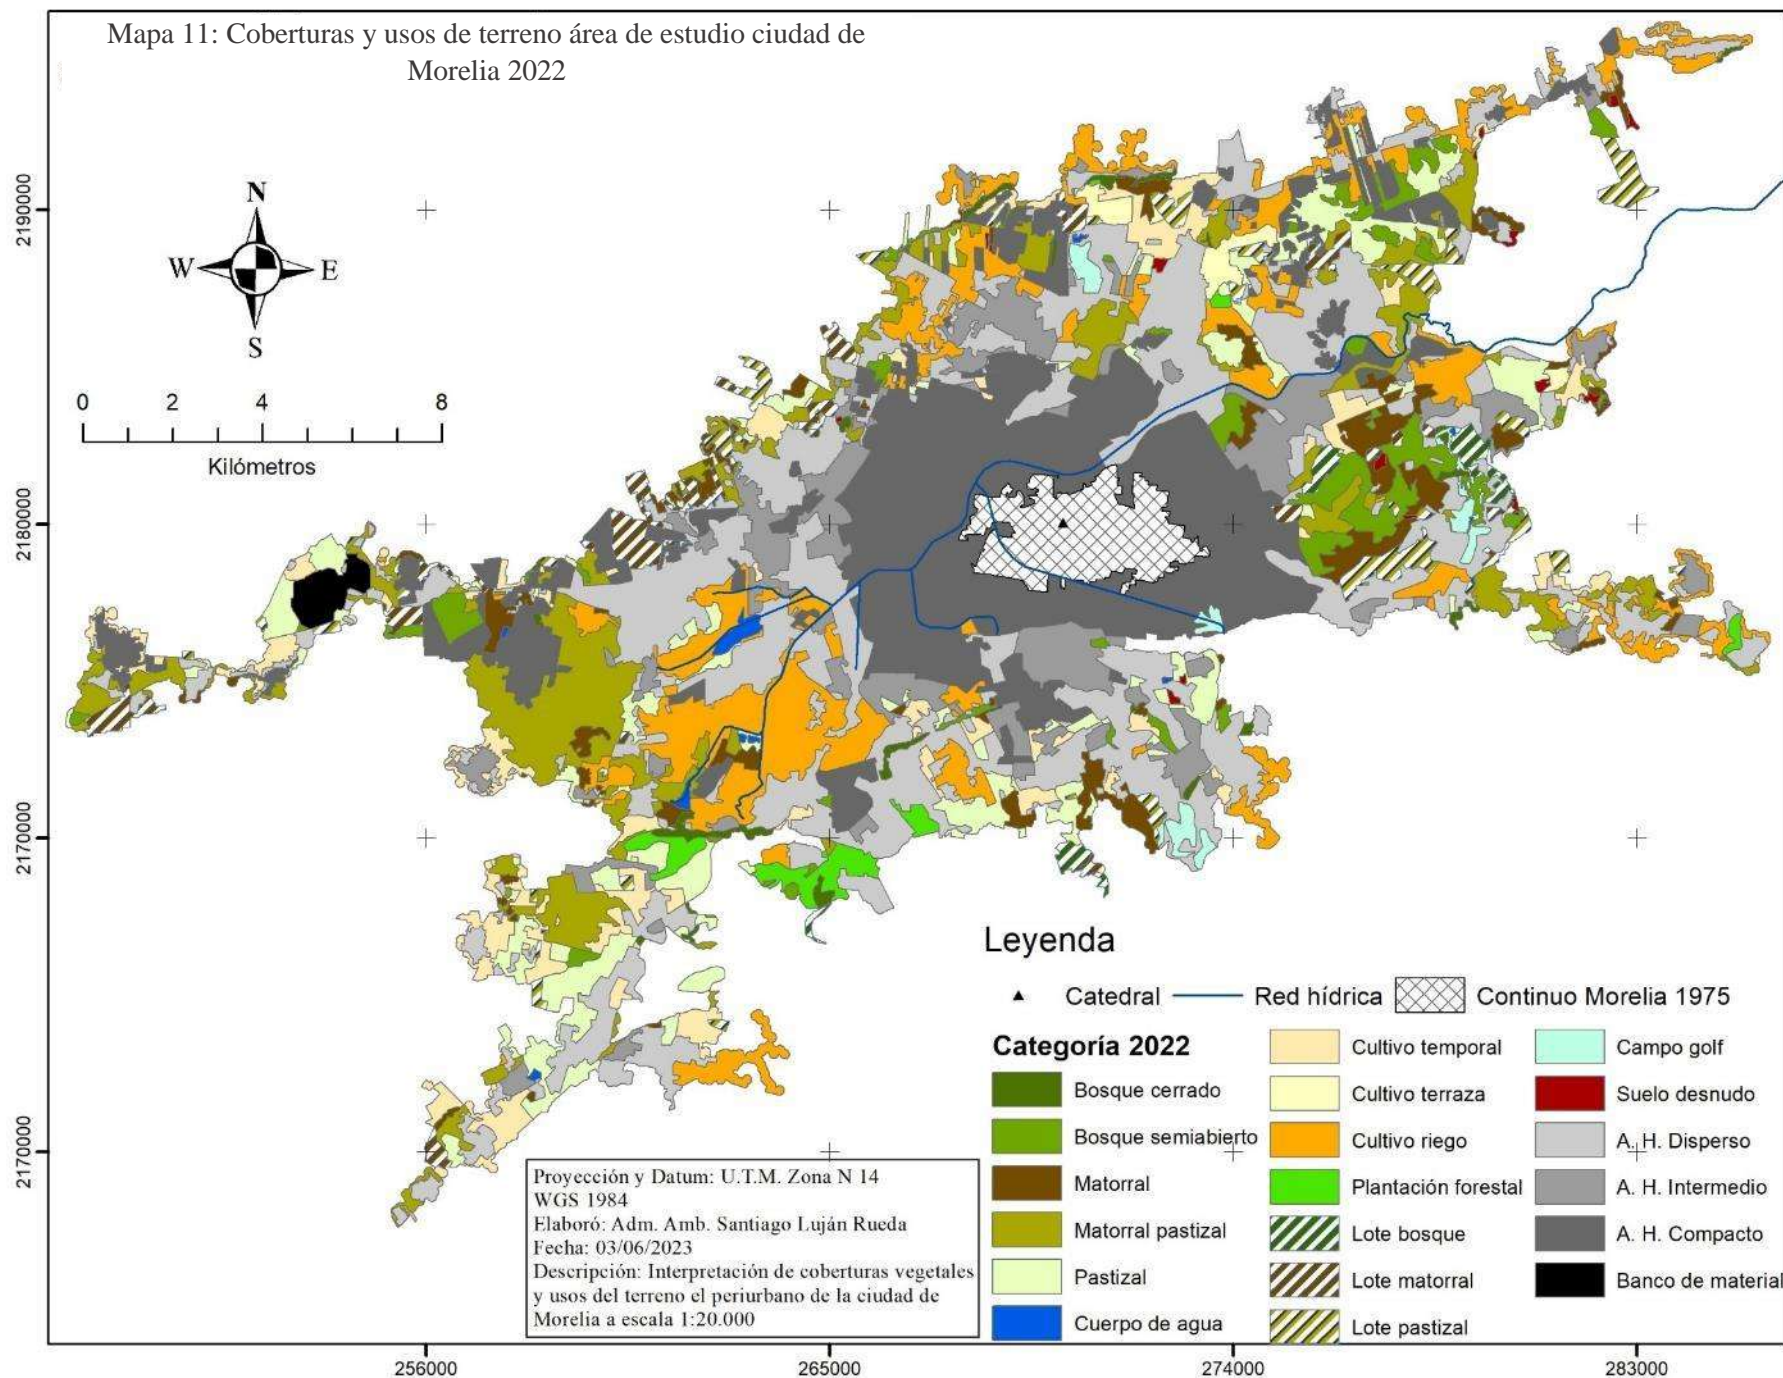 Mapa 11: Coberturas y usos de terreno área de estudio ciudad de
Morelia 2022
N
W
E
S
0 2 4 8
Kilómetros
2190000
2180000
2170000
2170000
256000 265000 274000 283000
Leyenda
Catedral
Red hídrica
Continuo Morelia 1975
Categoría 2022
Bosque cerrado
Bosque semiabierto
Matorral
Matorral pastizal
Pastizal
Cuerpo de agua
Cultivo temporal
Cultivo terraza
Cultivo riego
Plantación forestal
Lote bosque
Lote matorral
Lote pastizal
Campo golf
Suelo desnudo
A. H. Disperso
A. H. Intermedio
A. H. Compacto
Banco de material
Proyección y Datum: U.T.M. Zona N 14
WGS 1984
Elaboró: Adm. Amb. Santiago Luján Rueda
Fecha: 03/06/2023
Descripción: Interpretación de coberturas vegetales
y usos del terreno el periurbano de la ciudad de
Morelia a escala 1:20.000